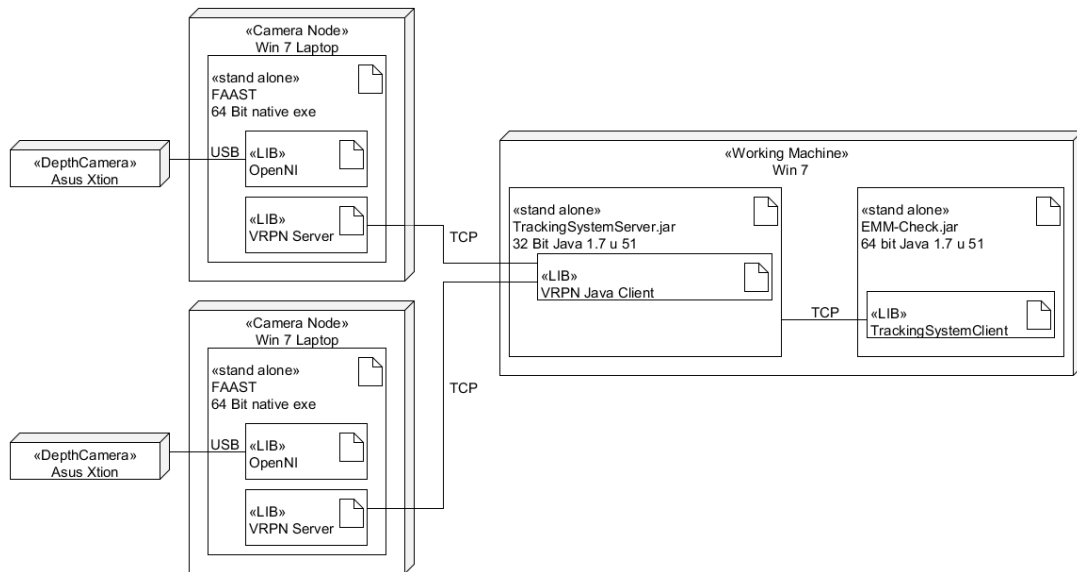 «Camera Node»
Win 7 Laptop
«stand alone»
FAAST
64 Bit native exe
«DepthCamera»
Asus Xtion
USB
«LIB»
OpenNI
«LIB»
VRPN Server
TCP
«Working Machine»
Win 7
«stand alone»
TrackingSystemServer.jar
32 Bit Java 1.7 u 51
«LIB»
VRPN Java Client
«stand alone»
EMM-Check.jar
64 bit Java 1.7 u 51
TCP
«LIB»
TrackingSystemClient
«Camera Node»
Win 7 Laptop
«stand alone»
FAAST
64 Bit native exe
TCP
«DepthCamera»
Asus Xtion
USB
«LIB»
OpenNI
«LIB»
VRPN Server